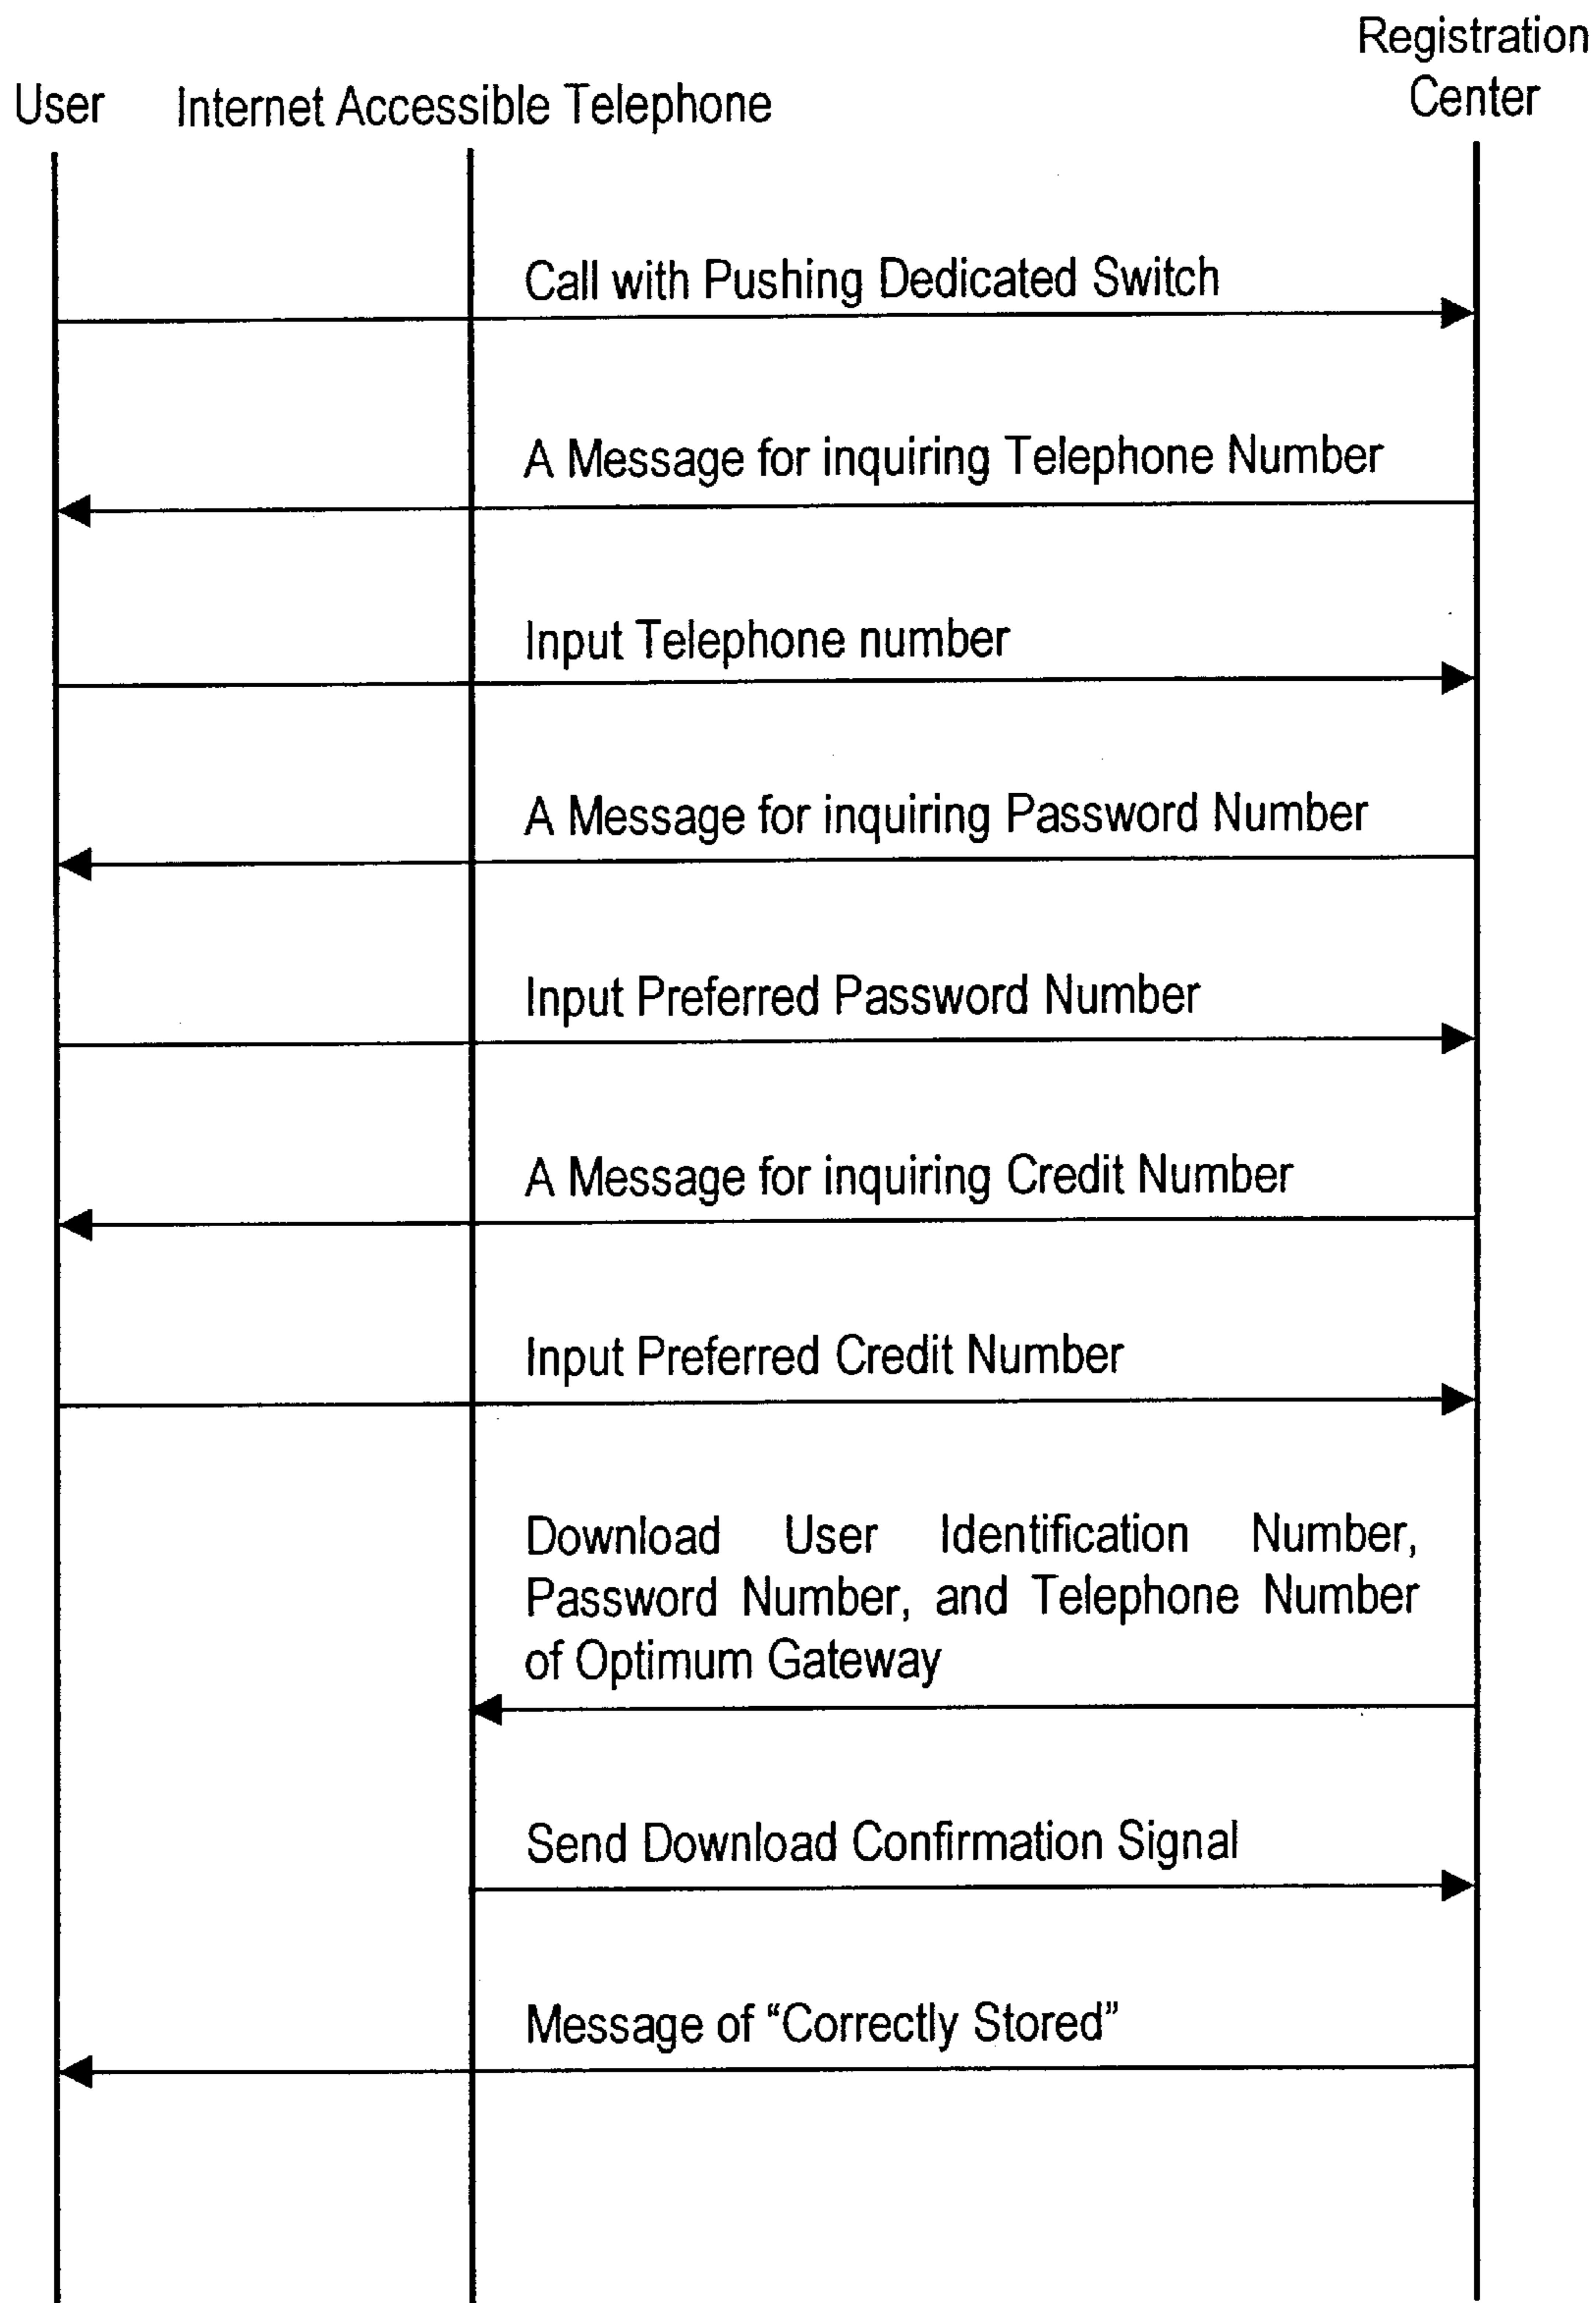 Registration
Center
User
Internet Accessible Telephone
Call with Pushing Dedicated Switch
A Message for inquiring Telephone Number
Input Telephone number
A Message for inquiring Password Number
Input Preferred Password Number
A Message for inquiring Credit Number
Input Preferred Credit Number
Download User Identification Number,
Password Number, and Telephone Number
of Optimum Gateway
Send Download Confirmation Signal
Message of “Correctly Stored”